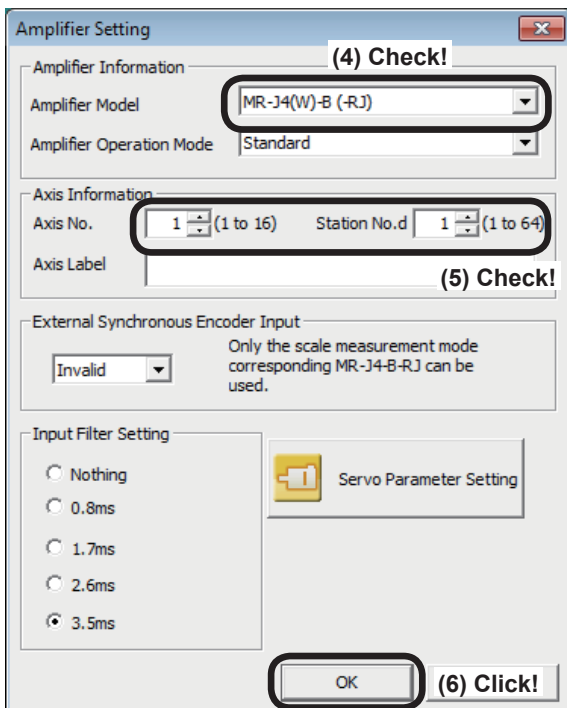 Amplifier Setting
(4) Check!
Amplifier Information
Amplifier Model MR-J4(W)-B (-RJ)
Amplifier Operation Mode Standard
Axis Information
Axis No. 1 (1 to 16) Station No.d 1 (1 to 64)
Axis Label
(5) Check!
External Synchronous Encoder Input
Invalid
Only the scale measurement mode
corresponding MR-J4-B-RJ can be
used.
Input Filter Setting
Nothing
0.8ms
1.7ms
2.6ms
3.5ms
Servo Parameter Setting
OK
(6) Click!